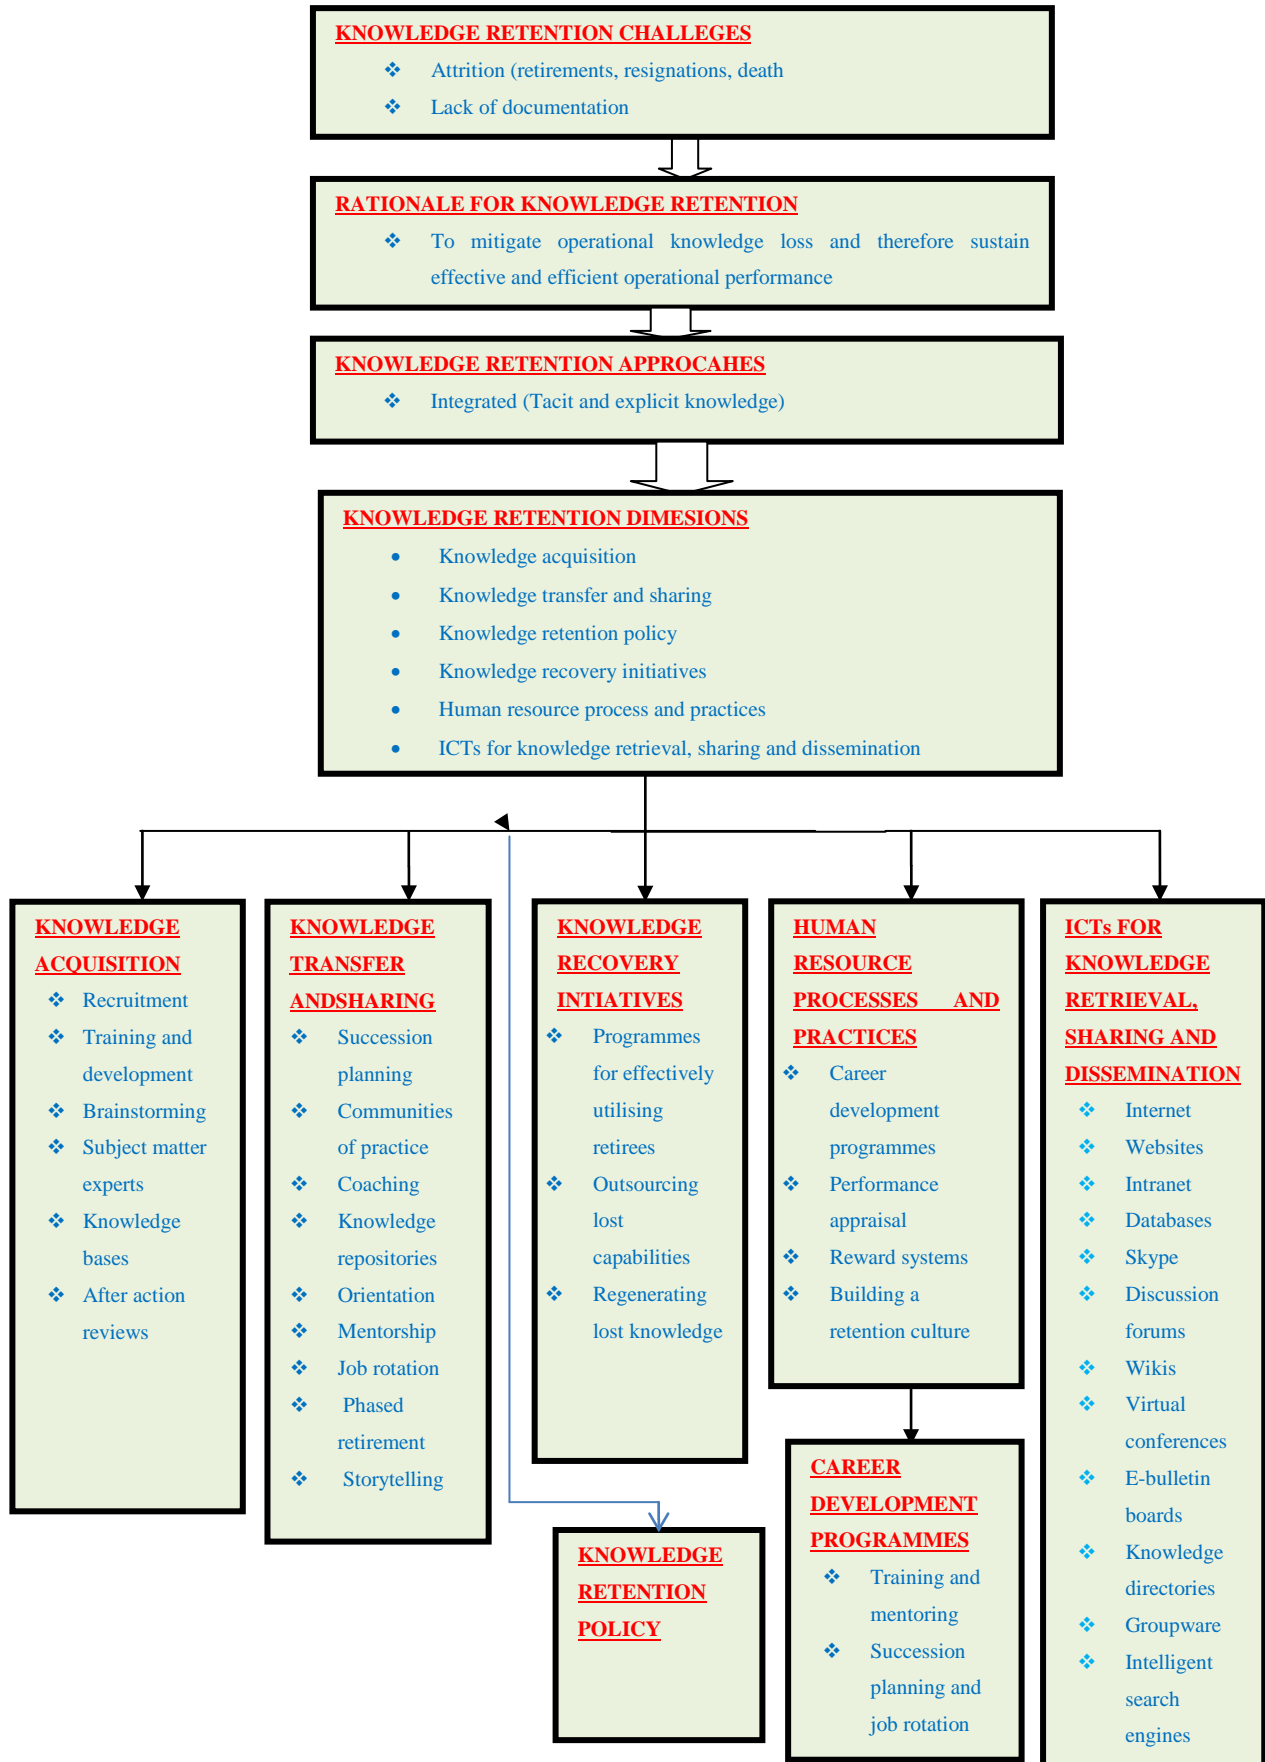 KNOWLEDGE RETENTION CHALLEGES
❖ Attrition (retirements, resignations, death
❖ Lack of documentation
RATIONALE FOR KNOWLEDGE RETENTION
❖ To mitigate operational knowledge loss and therefore sustain
effective and efficient operational performance
KNOWLEDGE RETENTION APPROCAHES
❖ Integrated (Tacit and explicit knowledge)
KNOWLEDGE RETENTION DIMESIONS
• Knowledge acquisition
• Knowledge transfer and sharing
• Knowledge retention policy
• Knowledge recovery initiatives
• Human resource process and practices
• ICTs for knowledge retrieval, sharing and dissemination
KNOWLEDGE
ACQUISITION
❖ Recruitment
❖ Training and
development
❖ Brainstorming
❖ Subject matter
experts
❖ Knowledge
bases
❖ After action
reviews
KNOWLEDGE
TRANSFER
ANDSHARING
❖ Succession
planning
❖ Communities
of practice
❖ Coaching
❖ Knowledge
repositories
❖ Orientation
❖ Mentorship
❖ Job rotation
❖ Phased
retirement
❖ Storytelling
KNOWLEDGE
RECOVERY
INTIATIVES
❖ Programmes
for effectively
utilising
retirees
❖ Outsourcing
lost
capabilities
❖ Regenerating
lost knowledge
KNOWLEDGE
RETENTION
POLICY
HUMAN
RESOURCE
PROCESSES AND
PRACTICES
❖ Career
development
programmes
❖ Performance
appraisal
❖ Reward systems
❖ Building a
retention culture
CAREER
DEVELOPMENT
PROGRAMMES
❖ Training and
mentoring
❖ Succession
planning and
job rotation
ICTs FOR
KNOWLEDGE
RETRIEVAL,
SHARING AND
DISSEMINATION
❖ Internet
❖ Websites
❖ Intranet
❖ Databases
❖ Skype
❖ Discussion
forums
❖ Wikis
❖ Virtual
conferences
❖ E-bulletin
boards
❖ Knowledge
directories
❖ Groupware
❖ Intelligent
search
engines